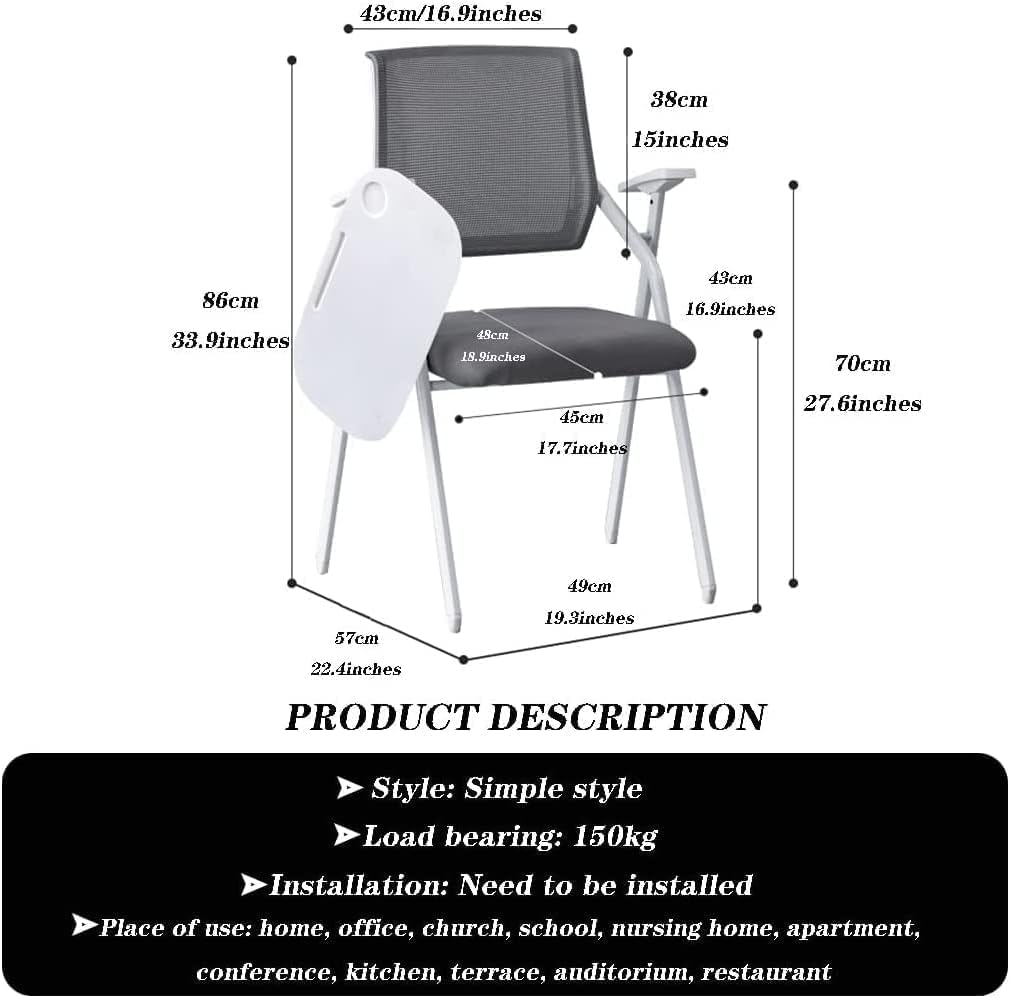 43cm/16.9inches
38cm
15inches
86cm
33.9inches
43cm
16.9inches
48cm
18.9inches
70cm
27.6inches
45cm
17.7inches
49cm
19.3inches
57cm
22.4inches
PRODUCT DESCRIPTION
➤ Style: Simple style
➤Load bearing: 150kg
➤Installation: Need to be installed
➤Place of use: home, office, church, school, nursing home, apartment,
conference, kitchen, terrace, auditorium, restaurant